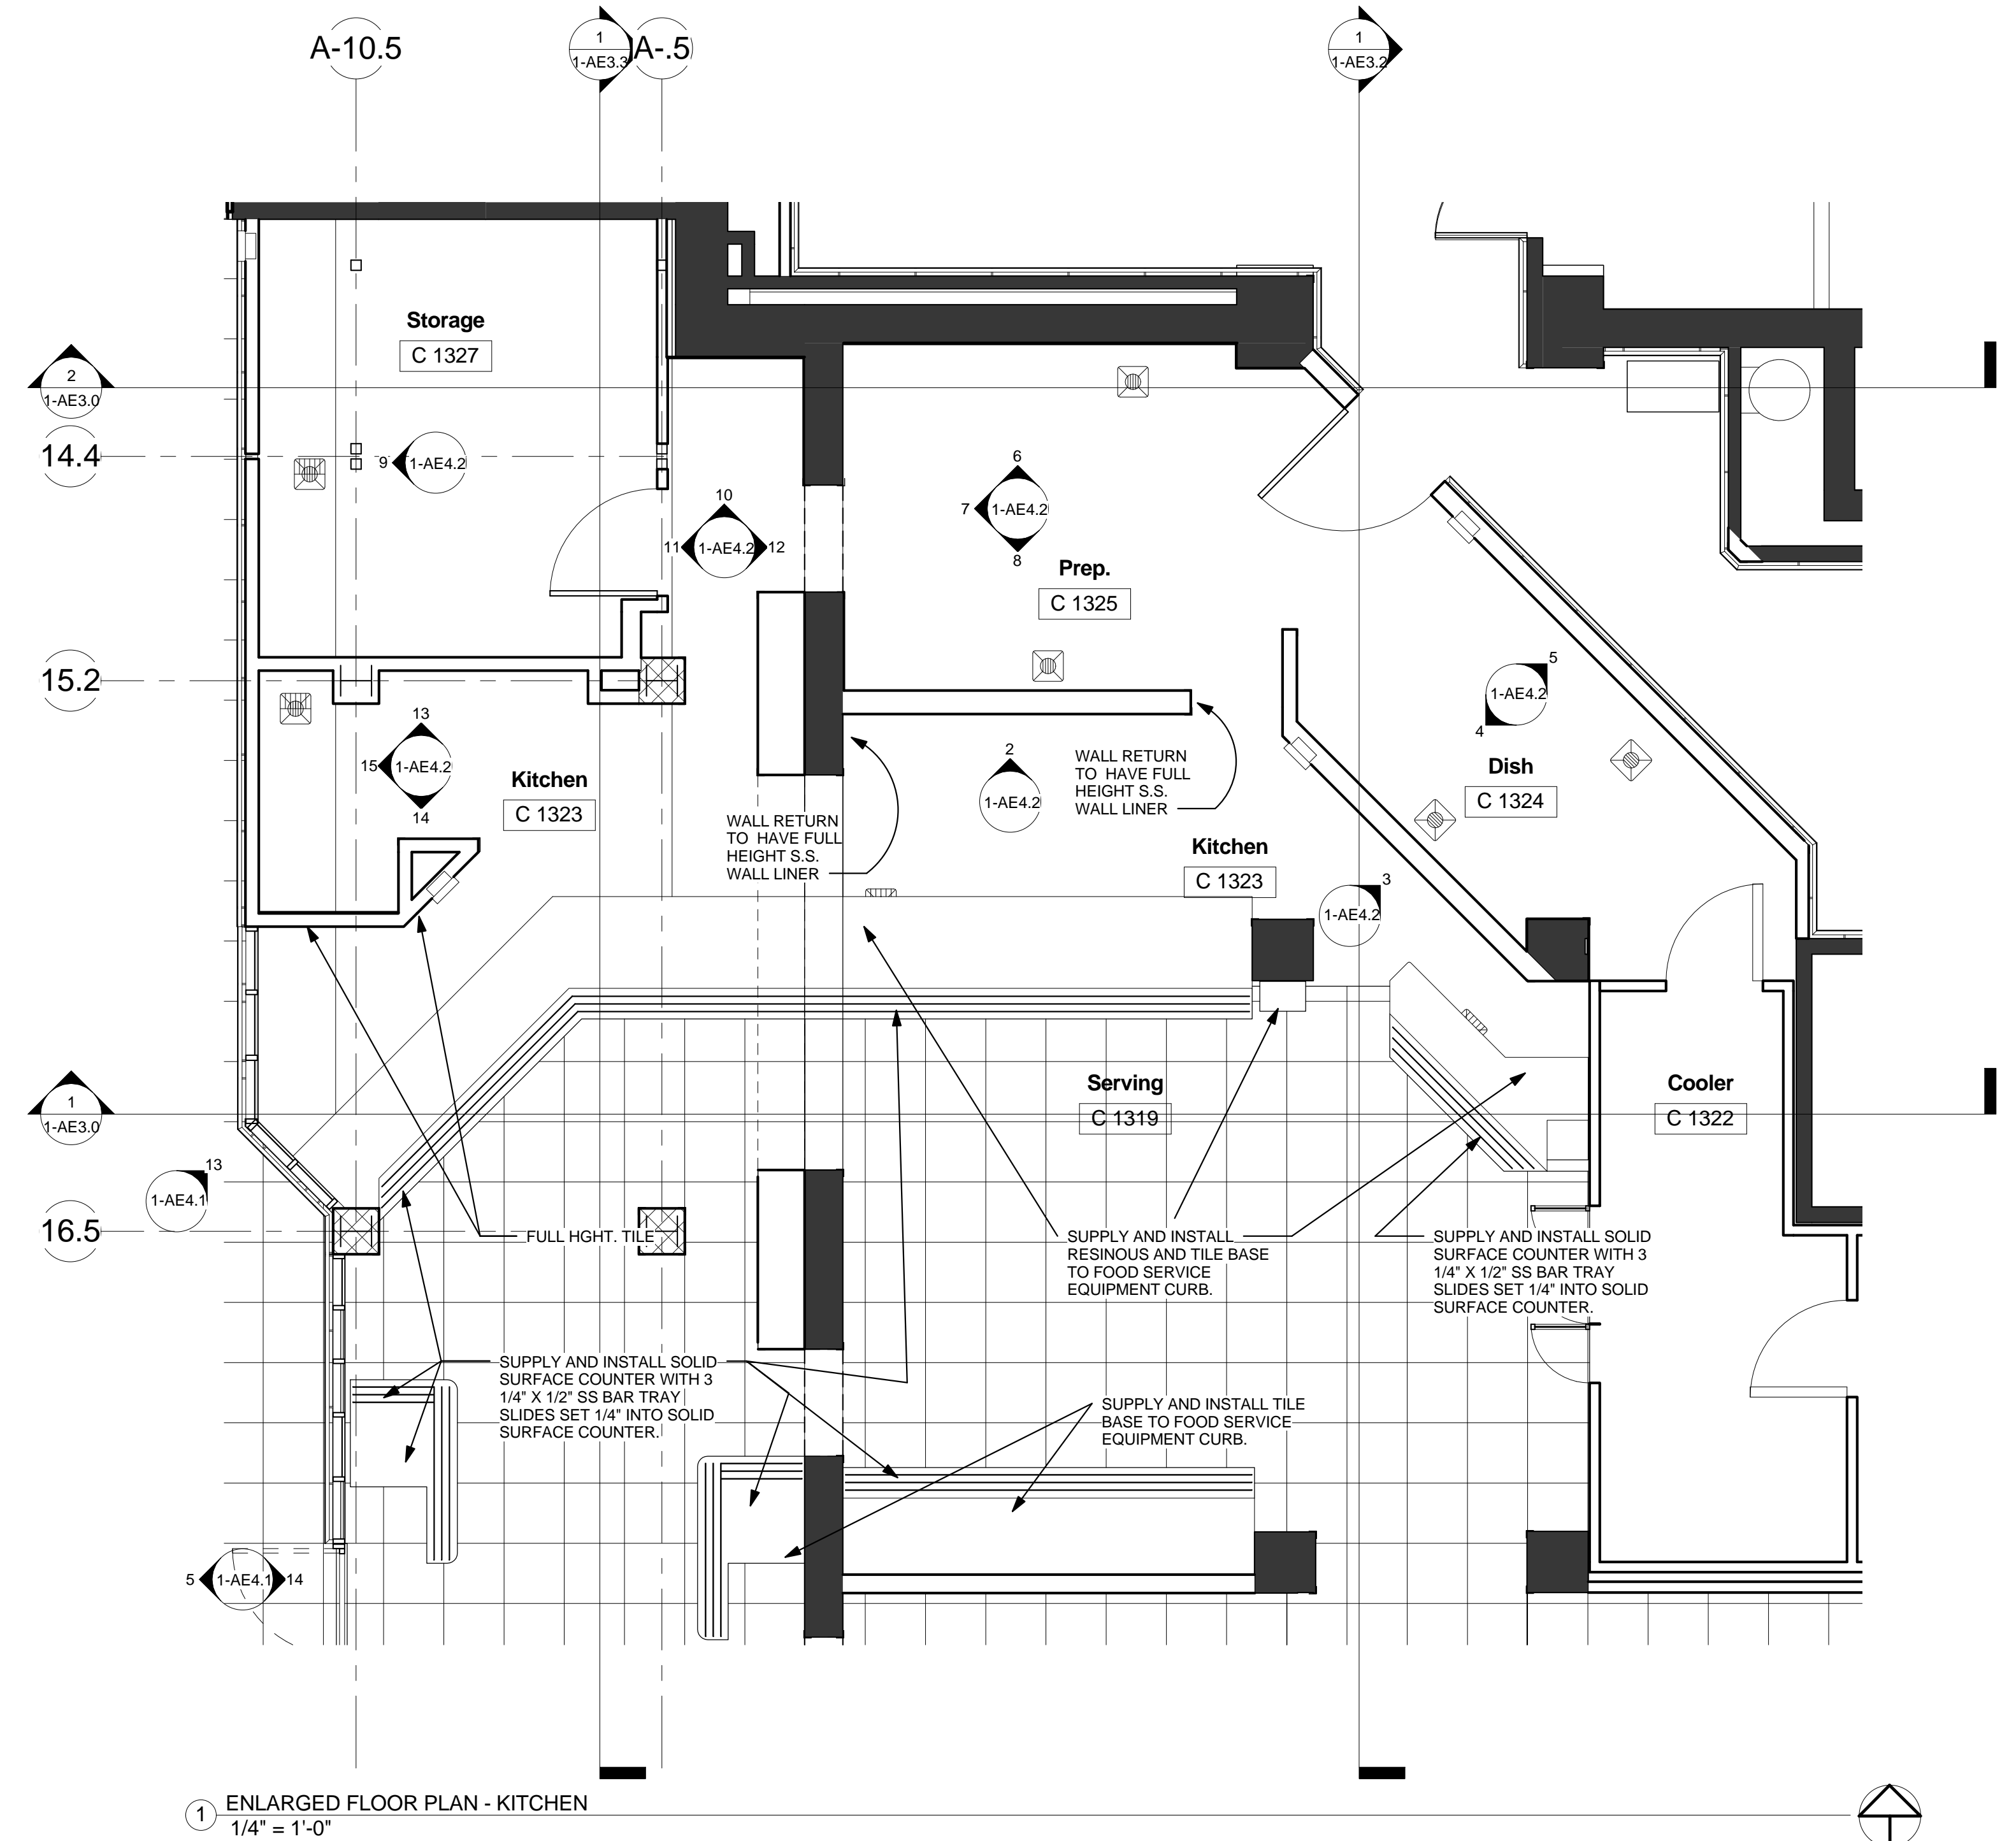 A-10.5
1
1-AE3.3
A-.5
1
1-AE3.2
Storage
C 1327
2
1-AE3.0
14.4
9
1-AE4.2
10
11
1-AE4.2
12
6
7
1-AE4.2
8
Prep.
C 1325
15.2
13
15
1-AE4.2
14
Kitchen
C 1323
WALL RETURN
TO HAVE FULL
HEIGHT S.S.
WALL LINER
2
1-AE4.2
WALL RETURN
TO HAVE FULL
HEIGHT S.S.
WALL LINER
5
1-AE4.2
4
Dish
C 1324
Kitchen
C 1323
3
1-AE4.2
1
1-AE3.0
Serving
C 1319
Cooler
C 1322
13
1-AE4.1
16.5
FULL HGHT. TILE
SUPPLY AND INSTALL
RESINOUS AND TILE BASE
TO FOOD SERVICE
EQUIPMENT CURB.
SUPPLY AND INSTALL SOLID
SURFACE COUNTER WITH 3
1/4" X 1/2" SS BAR TRAY
SLIDES SET 1/4" INTO SOLID
SURFACE COUNTER.
SUPPLY AND INSTALL SOLID
SURFACE COUNTER WITH 3
1/4" X 1/2" SS BAR TRAY
SLIDES SET 1/4" INTO SOLID
SURFACE COUNTER.
SUPPLY AND INSTALL TILE
BASE TO FOOD SERVICE
EQUIPMENT CURB.
5
1-AE4.1
14
1
ENLARGED FLOOR PLAN - KITCHEN
1/4" = 1'-0"